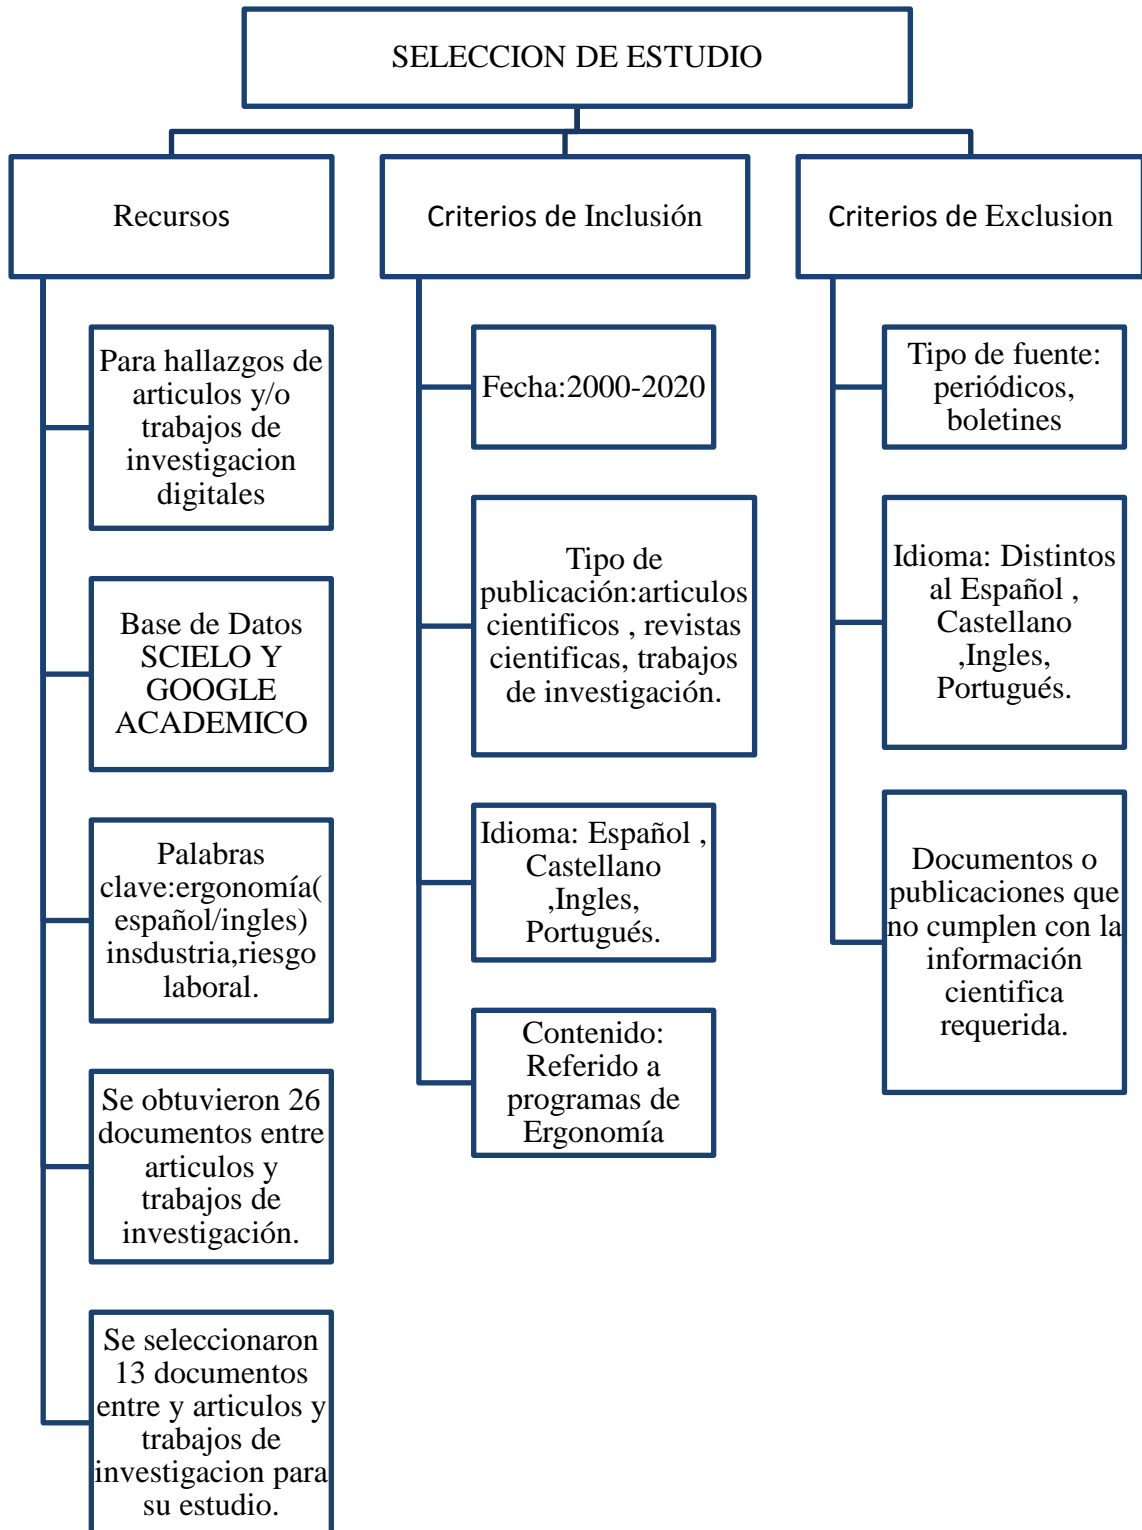 SELECCION DE ESTUDIO
Recursos
Para hallazgos de
articulos y/o
trabajos de
investigacion
digitales
Base de Datos
SCIELO Y
GOOGLE
ACADEMICO
Palabras
clave:ergonomía(
español/ingles)
insdustria,riesgo
laboral.
Se obtuvieron 26
documentos entre
articulos y
trabajos de
investigación.
Se seleccionaron
13 documentos
entre y articulos y
trabajos de
investigacion para
su estudio.
Criterios de Inclusión
Fecha:2000-2020
Tipo de
publicación:articulos
cientificos , revistas
cientificas, trabajos
de investigación.
Idioma: Español ,
Castellano
,Ingles,
Portugués.
Contenido:
Referido a
programas de
Ergonomía
Criterios de Exclusion
Tipo de fuente:
periódicos,
boletines
Idioma: Distintos
al Español ,
Castellano
,Ingles,
Portugués.
Documentos o
publicaciones que
no cumplen con la
información
cientifica
requerida.